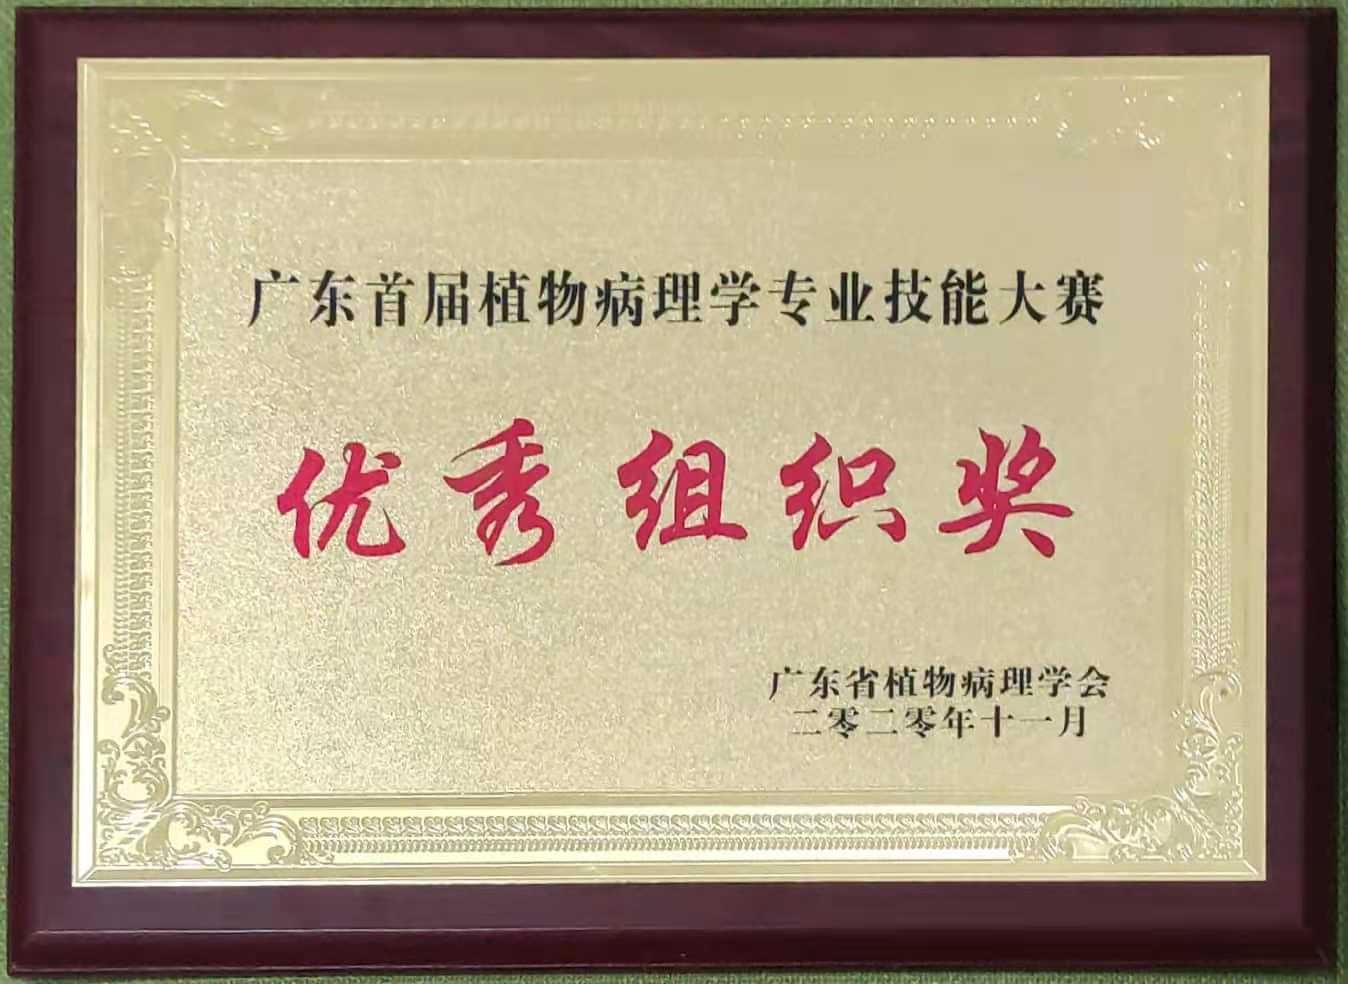 广东首届植物病理学专业技能大赛
优秀组织奖
广东省植物病理学会
二零二零年十一月